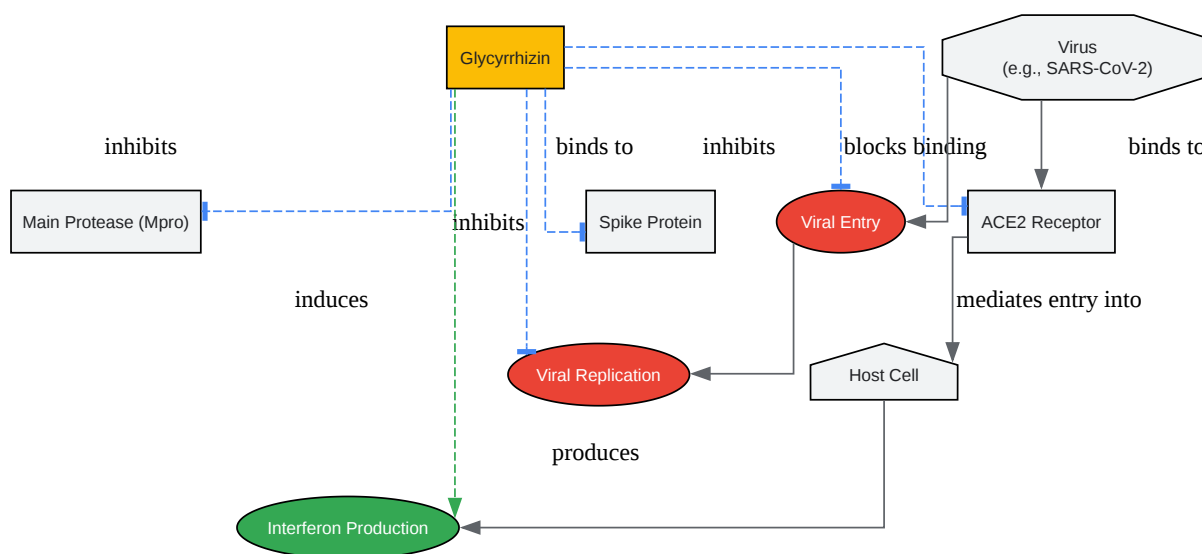 Glycyrrhizin
Virus
(e.g., SARS-CoV-2)
inhibits
binds to
inhibits
blocks binding
binds to
Main Protease (Mpro)
inhibits
Spike Protein
Viral Entry
ACE2 Receptor
induces
mediates entry into
Viral Replication
Host Cell
produces
Interferon Production